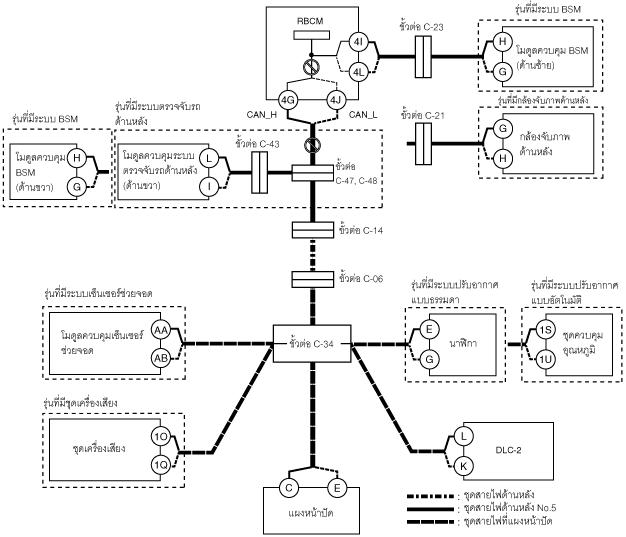 RBCM
4I
4L
4G
4J
CAN_H
CAN_L
ขั้วต่อ C-23
รุ่นที่มีระบบ BSM
H
G
โมดูลควบคุม BSM
(ด้านซ้าย)
ขั้วต่อ C-21
รุ่นที่มีกล้องจับภาพด้านหลัง
G
H
กล้องจับภาพ
ด้านหลัง
รุ่นที่มีระบบ BSM
โมดูลควบคุม
BSM
(ด้านขวา)
H
G
รุ่นที่มีระบบตรวจจับรถ
ด้านหลัง
โมดูลควบคุมระบบ
ตรวจจับรถด้านหลัง
(ด้านขวา)
L
I
ขั้วต่อ C-43
ขั้วต่อ
C-47, C-48
ขั้วต่อ C-14
ขั้วต่อ C-06
รุ่นที่มีระบบเซ็นเซอร์ช่วยจอด
โมดูลควบคุมเซ็นเซอร์
ช่วยจอด
AA
AB
ขั้วต่อ C-34
รุ่นที่มีระบบปรับอากาศ
แบบธรรมดา
E
G
นาฬิกา
รุ่นที่มีระบบปรับอากาศ
แบบอัตโนมัติ
1S
1U
ชุดควบคุม
อุณหภูมิ
รุ่นที่มีชุดเครื่องเสียง
ชุดเครื่องเสียง
1O
1Q
L
K
DLC-2
C
E
แผงหน้าปัด
: ชุดสายไฟด้านหลัง
: ชุดสายไฟด้านหลัง No.5
: ชุดสายไฟที่แผงหน้าปัด